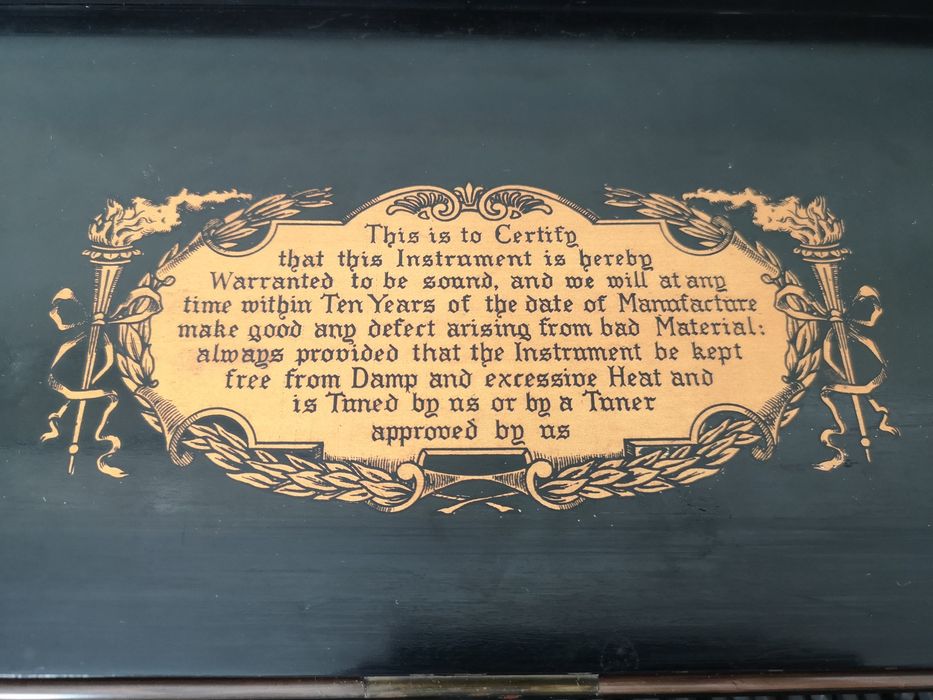 This is to Certify
that this Instrument is hereby
Warranted to be sound, and we will at any
time within Ten Years of the date of Manufacture
make good any defect arising from bad Material:
always provided that the Instrument be kept
free from Damp and excessive Heat and
is Tuned by us or by a Tuner
approved by us